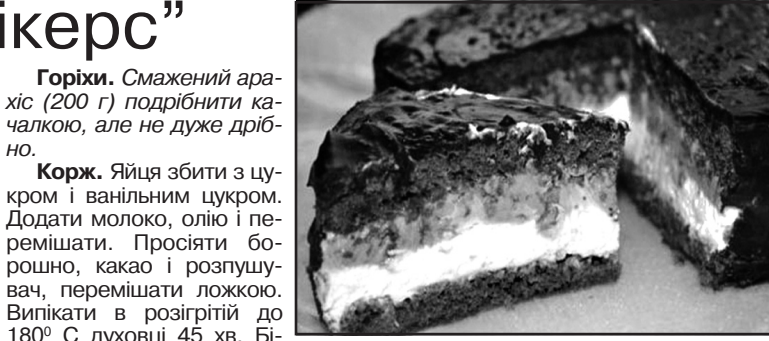 ікерс”
Горіхи. Смажений ара-
хіс (200 г) подрібнити ка-
чалкою, але не дуже дріб-
но.
Корж. Яйця збити з цу-
кром і ванільним цукром.
Додати молоко, олію і пе-
ремішати. Просіяти бо-
рошно, какао і розпушу-
вач, перемішати ложкою.
Випікати в розігрітій до
180⁰ С духовці 45 хв. Бі-